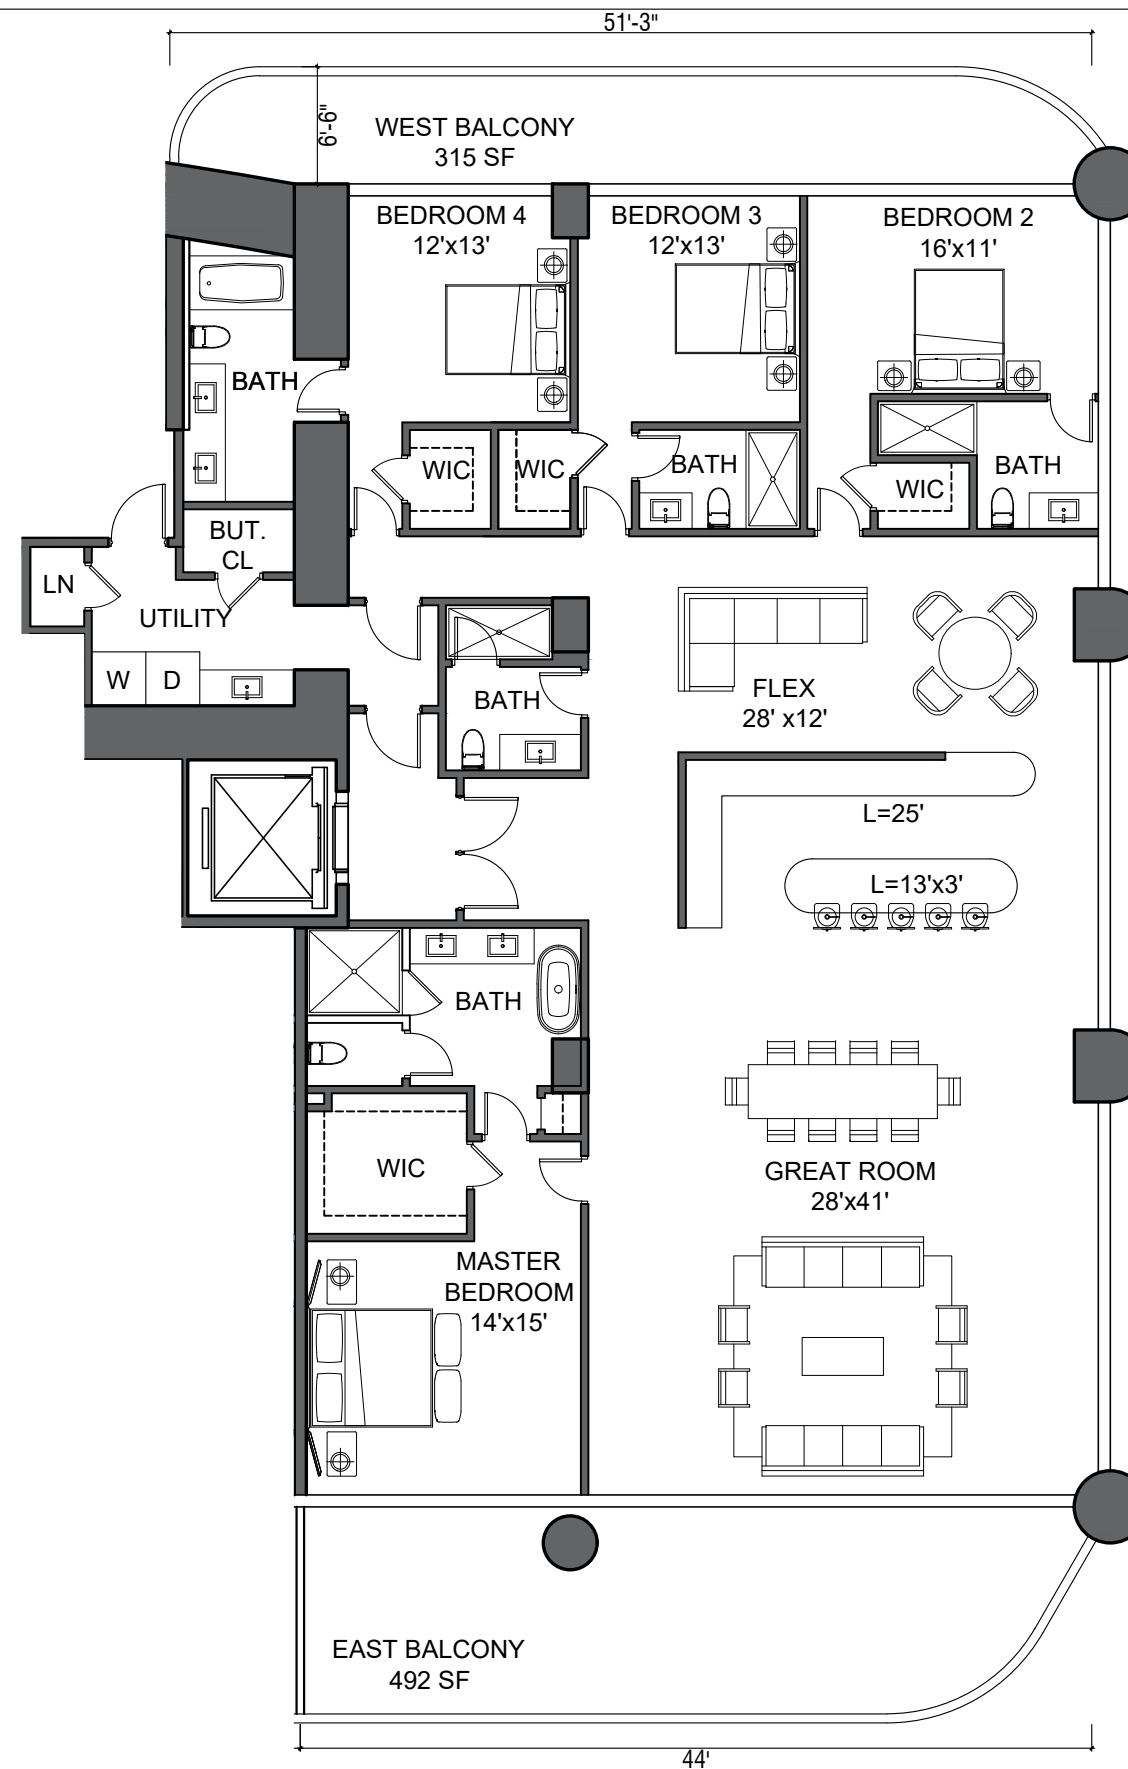 51'-3"
6'-6"
WEST BALCONY
315 SF
BEDROOM 4
12'x13'
BEDROOM 3
12'x13'
BEDROOM 2
16'x11'
BATH
WIC
WIC
BATH
WIC
BATH
BUT.
CL
LN
UTILITY
W
D
BATH
FLEX
28' x12'
L=25'
L=13'x3'
BATH
WIC
GREAT ROOM
28'x41'
MASTER
BEDROOM
14'x15'
EAST BALCONY
492 SF
44'